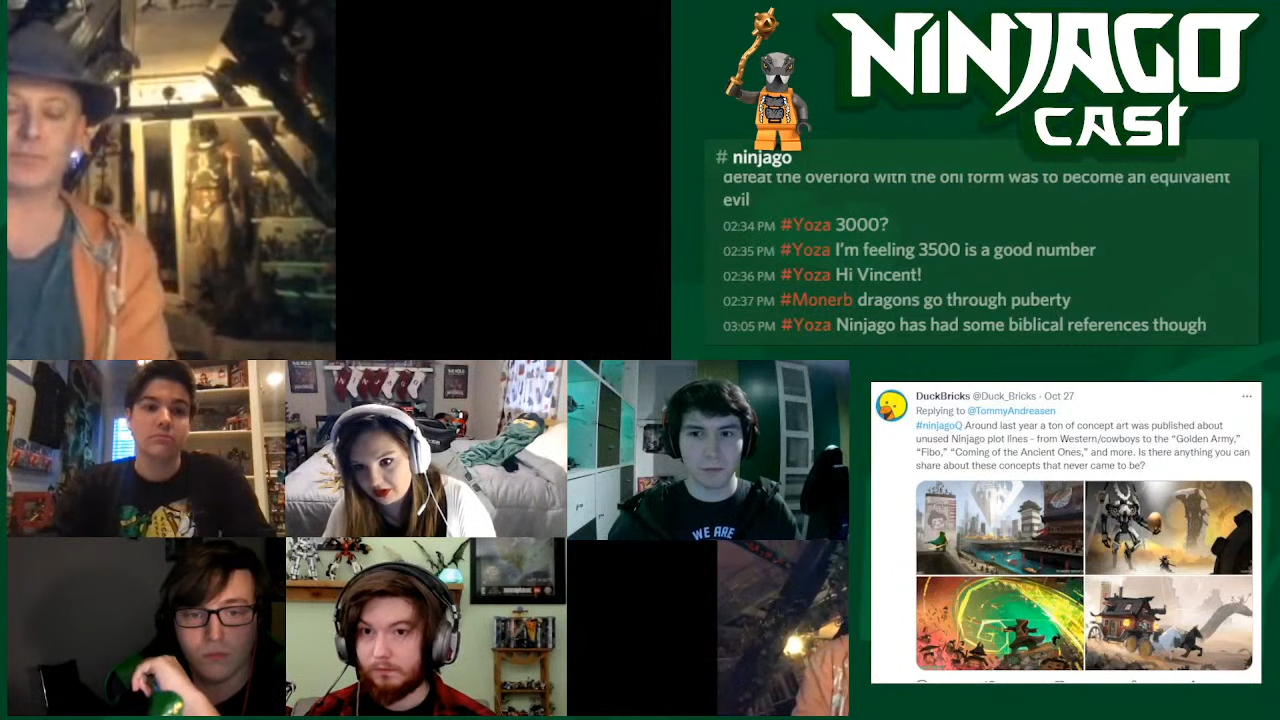 NINJAGO
CAST
# ninjago
defeat the overlord with the oni form was to become an equivalent
evil
02:34 PM #Yoza 3000?
02:35 PM #Yoza I'm feeling 3500 is a good number
02:36 PM #Yoza Hi Vincent!
02:37 PM #Monerb dragons go through puberty
03:05 PM #Yoza Ninjago has had some biblical references though
DuckBricks @Duck_Bricks · Oct 27
Replying to @TommyAndreasen
#ninjagoQ Around last year a ton of concept art was published about
unused Ninjago plot lines - from Western/cowboys to the “Golden Army,”
“Fibo,” “Coming of the Ancient Ones,” and more. Is there anything you can
share about these concepts that never came to be?
WE ARE